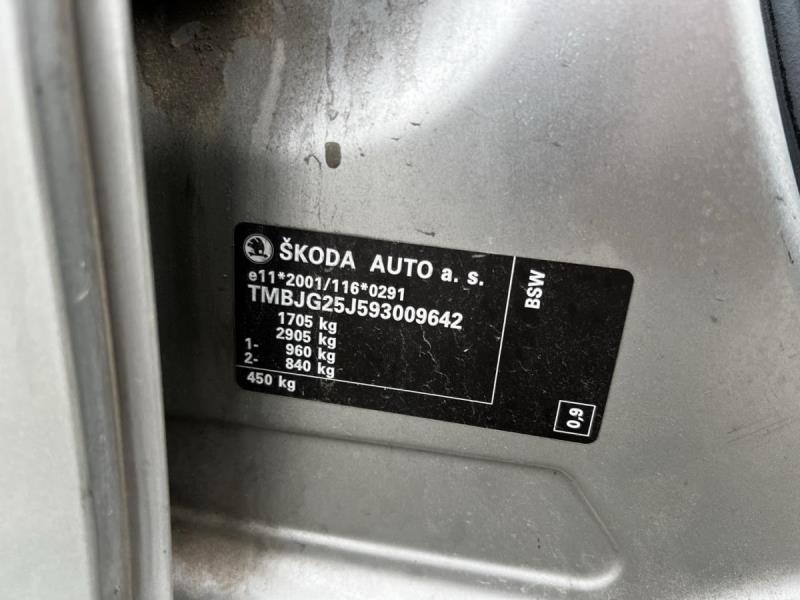 ŠKODA AUTO a. s.
e11*2001/116*0291
TMBJG25J593009642
1705 kg
2905 kg
1- 960 kg
2- 840 kg
450 kg
BSW
0,9